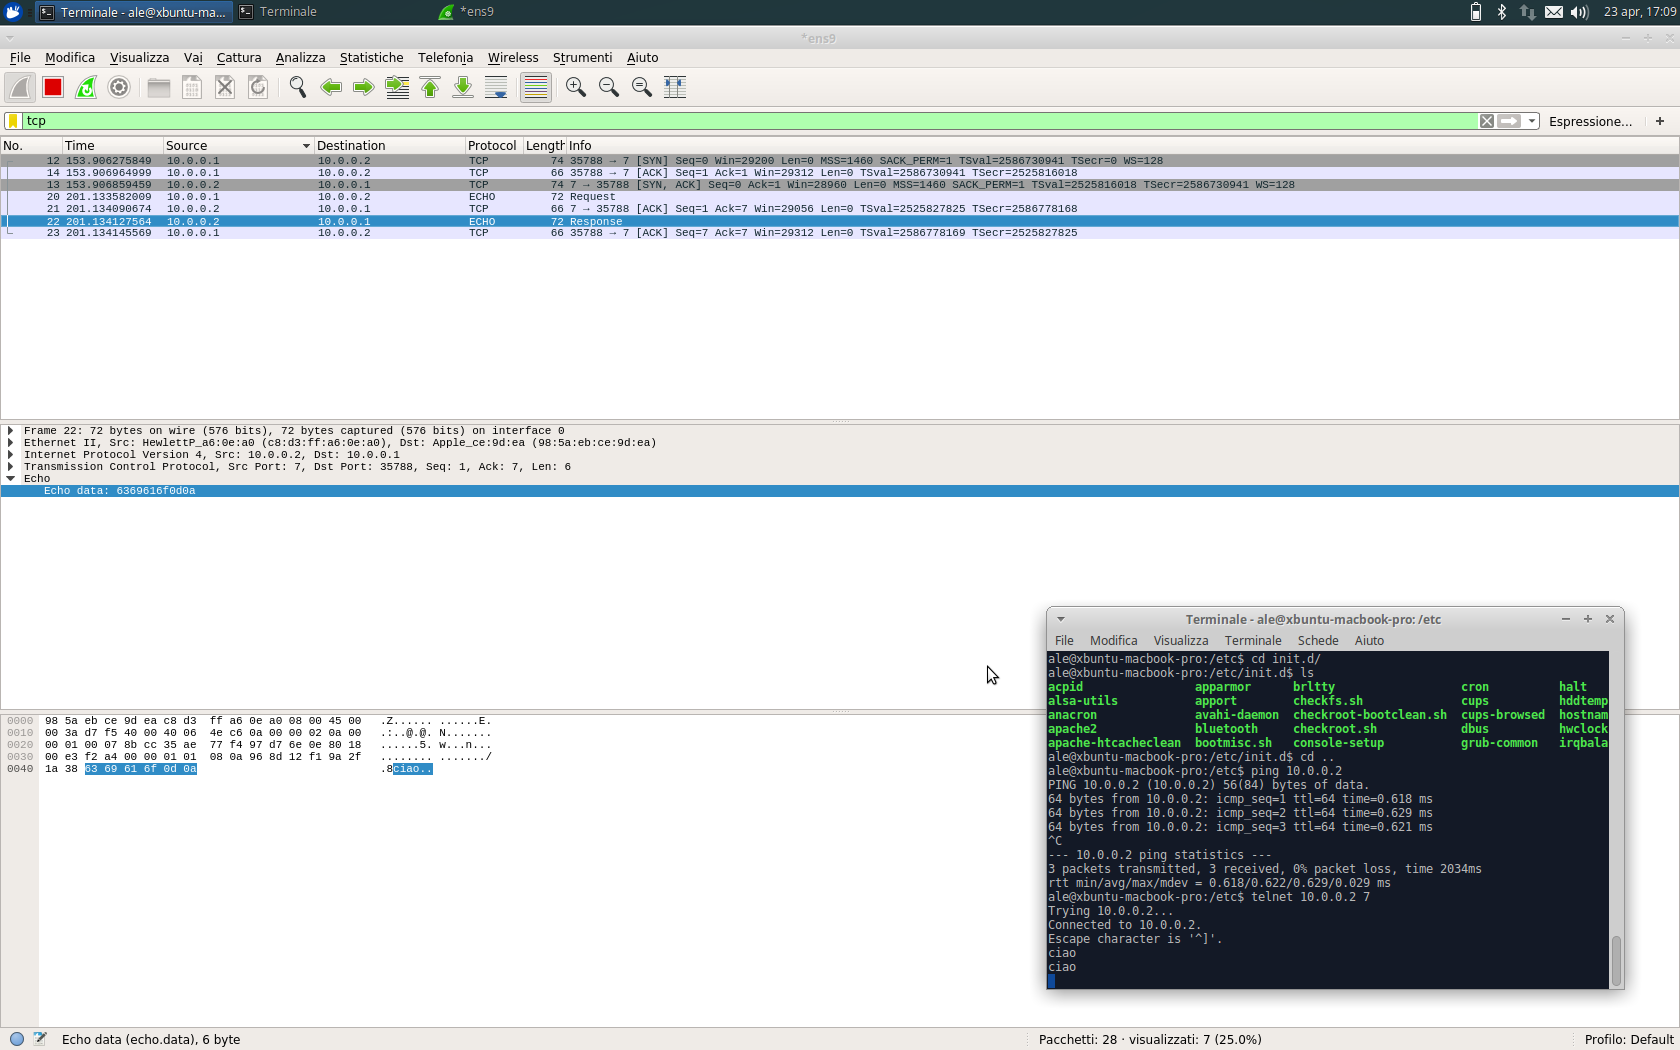 Terminale - ale@xbuntu-ma... Terminale *ens9 23 apr, 17:09
*ens9
File Modifica Visualizza Vai Cattura Analizza Statistiche Telefonia Wireless Strumenti Aiuto
tcp Espressione... +
No. Time Source Destination Protocol Length Info
12 153.906275849 10.0.0.1 10.0.0.2 TCP 74 35788 → 7 [SYN] Seq=0 Win=29200 Len=0 MSS=1460 SACK_PERM=1 TSval=2586730941 TSecr=0 WS=128
14 153.906964999 10.0.0.1 10.0.0.2 TCP 66 35788 → 7 [ACK] Seq=1 Ack=1 Win=29312 Len=0 TSval=2586730941 TSecr=2525816018
13 153.906859459 10.0.0.2 10.0.0.1 TCP 74 7 → 35788 [SYN, ACK] Seq=0 Ack=1 Win=28960 Len=0 MSS=1460 SACK_PERM=1 TSval=2525816018 TSecr=2586730941 WS=128
20 201.133582009 10.0.0.1 10.0.0.2 ECHO 72 Request
21 201.134090674 10.0.0.2 10.0.0.1 TCP 66 7 → 35788 [ACK] Seq=1 Ack=7 Win=29056 Len=0 TSval=2525827825 TSecr=2586778168
22 201.134127564 10.0.0.2 10.0.0.1 ECHO 72 Response
23 201.134145569 10.0.0.1 10.0.0.2 TCP 66 35788 → 7 [ACK] Seq=7 Ack=7 Win=29312 Len=0 TSval=2586778169 TSecr=2525827825
Frame 22: 72 bytes on wire (576 bits), 72 bytes captured (576 bits) on interface 0
Ethernet II, Src: HewlettP_a6:0e:a0 (c8:d3:ff:a6:0e:a0), Dst: Apple_ce:9d:ea (98:5a:eb:ce:9d:ea)
Internet Protocol Version 4, Src: 10.0.0.2, Dst: 10.0.0.1
Transmission Control Protocol, Src Port: 7, Dst Port: 35788, Seq: 1, Ack: 7, Len: 6
Echo
Echo data: 6369616f0d0a
0000 98 5a eb ce 9d ea c8 d3 ff a6 0e a0 08 00 45 00 .Z...... ......E.
0010 00 3a d7 f5 40 00 40 06 4e c6 0a 00 00 02 0a 00 .:..@.@. N.......
0020 00 01 00 07 8b cc 35 ae 77 f4 97 d7 6e 0e 80 18 ......5. w...n...
0030 00 e3 f2 a4 00 00 01 01 08 0a 96 8d 12 f1 9a 2f ........ ......./
0040 1a 38 63 69 61 6f 0d 0a .8ciao..
Terminale - ale@xbuntu-macbook-pro: /etc
File Modifica Visualizza Terminale Schede Aiuto
ale@xbuntu-macbook-pro:/etc$ cd init.d/
ale@xbuntu-macbook-pro:/etc/init.d$ ls
acpid apparmor brltty cron halt
alsa-utils apport checkfs.sh cups hddtemp
anacron avahi-daemon checkroot-bootclean.sh cups-browsed hostnam
apache2 bluetooth checkroot.sh dbus hwclock
apache-htcacheclean bootmisc.sh console-setup grub-common irqbala
ale@xbuntu-macbook-pro:/etc/init.d$ cd ..
ale@xbuntu-macbook-pro:/etc$ ping 10.0.0.2
PING 10.0.0.2 (10.0.0.2) 56(84) bytes of data.
64 bytes from 10.0.0.2: icmp_seq=1 ttl=64 time=0.618 ms
64 bytes from 10.0.0.2: icmp_seq=2 ttl=64 time=0.629 ms
64 bytes from 10.0.0.2: icmp_seq=3 ttl=64 time=0.621 ms
^C
--- 10.0.0.2 ping statistics ---
3 packets transmitted, 3 received, 0% packet loss, time 2034ms
rtt min/avg/max/mdev = 0.618/0.622/0.629/0.029 ms
ale@xbuntu-macbook-pro:/etc$ telnet 10.0.0.2 7
Trying 10.0.0.2...
Connected to 10.0.0.2.
Escape character is '^]'.
ciao
ciao
Echo data (echo.data), 6 byte Pacchetti: 28 · visualizzati: 7 (25.0%) Profilo: Default